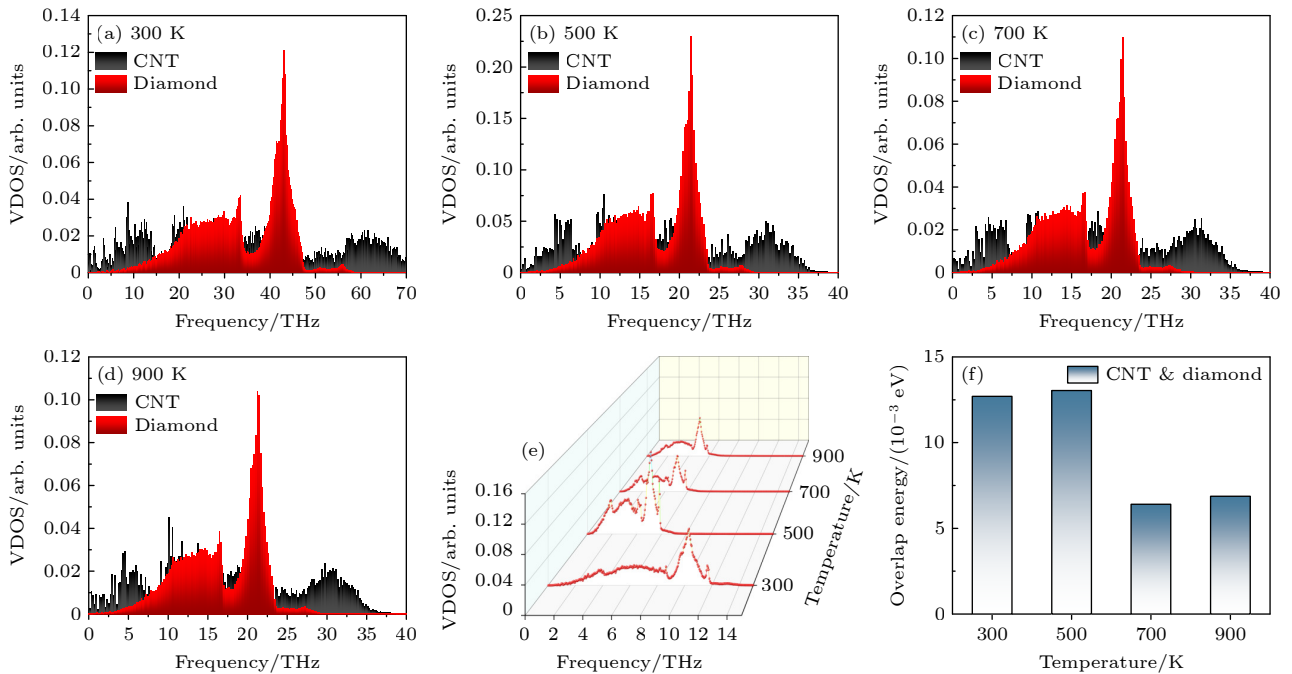 (a) 300 K
CNT
Diamond
VDOS/arb. units
0.14
0.12
0.10
0.08
0.06
0.04
0.02
0
0 10 20 30 40 50 60 70
Frequency/THz
(b) 500 K
CNT
Diamond
VDOS/arb. units
0.25
0.20
0.15
0.10
0.05
0
0 5 10 15 20 25 30 35 40
Frequency/THz
(c) 700 K
CNT
Diamond
VDOS/arb. units
0.12
0.10
0.08
0.06
0.04
0.02
0
0 5 10 15 20 25 30 35 40
Frequency/THz
(d) 900 K
CNT
Diamond
VDOS/arb. units
0.12
0.10
0.08
0.06
0.04
0.02
0
0 5 10 15 20 25 30 35 40
Frequency/THz
(e)
VDOS/arb. units
0.16
0.12
0.08
0.04
0
0 2 4 6 8 10 12 14
Frequency/THz
900
700
500
300
Temperature/K
(f)
CNT & diamond
Overlap energy/(10⁻³ eV)
15
10
5
0
300 500 700 900
Temperature/K